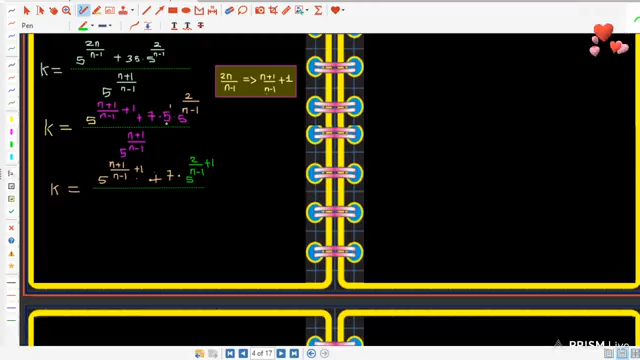 Pen
K = (5^(2n/(n-1)) + 35·5^(2/(n-1))) / 5^((n+1)/(n-1))
2n/(n-1) => (n+1)/(n-1) + 1
K = (5^((n+1)/(n-1) + 1) + 7·5^1·5^(2/(n-1))) / 5^((n+1)/(n-1))
K = 5^((n+1)/(n-1) + 1) + 7·5^(2/(n-1) + 1)
4 of 17
PRISM Live